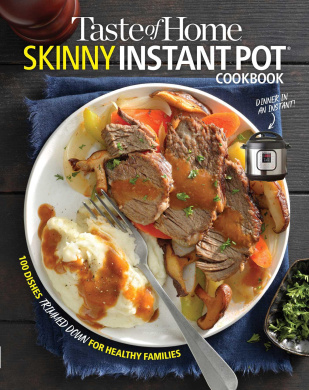 Taste of Home
SKINNY INSTANT POT®
COOKBOOK
DINNER IN
AN INSTANT!
100 DISHES TRIMMED DOWN FOR HEALTHY FAMILIES